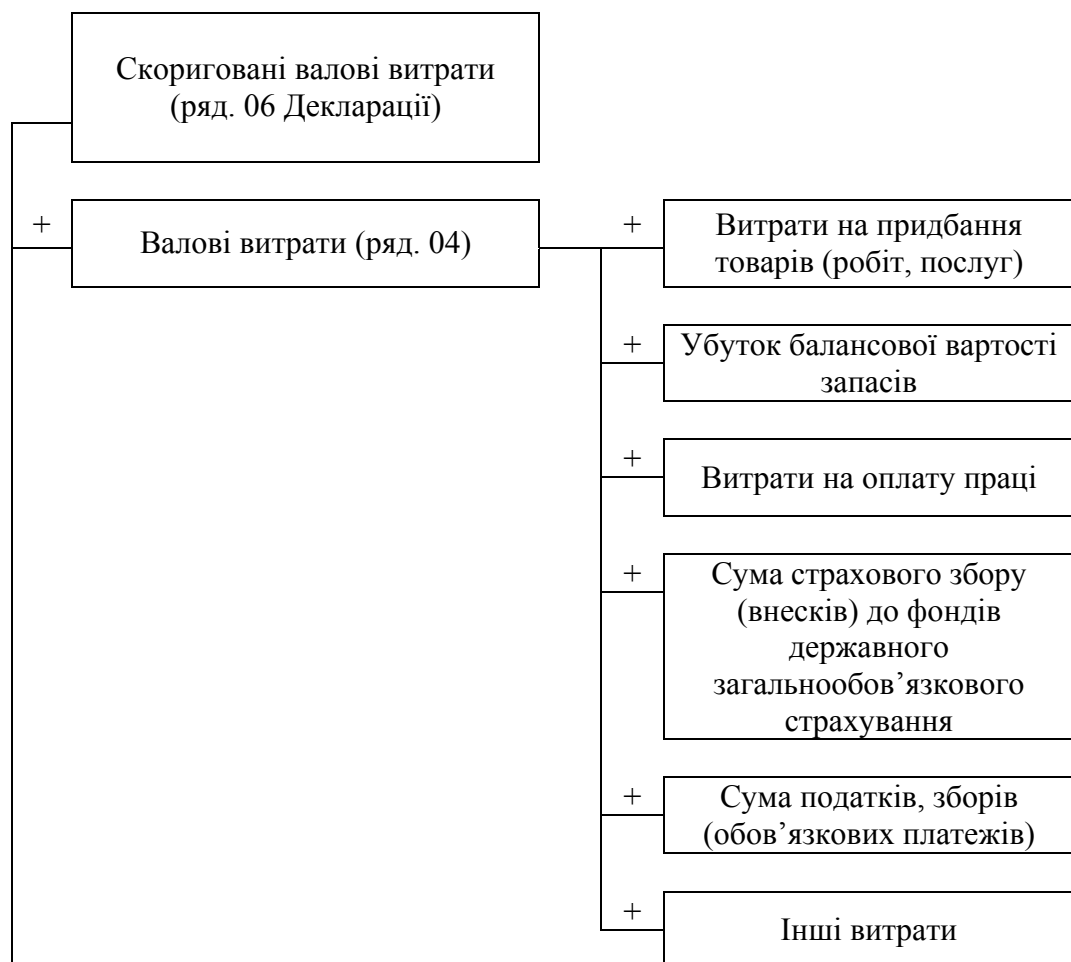 Скориговані валові витрати
(ряд. 06 Декларації)
+
Валові витрати (ряд. 04)
+
Витрати на придбання
товарів (робіт, послуг)
+
Убуток балансової вартості
запасів
+
Витрати на оплату праці
+
Сума страхового збору
(внесків) до фондів
державного
загальнообов’язкового
страхування
+
Сума податків, зборів
(обов’язкових платежів)
+
Інші витрати